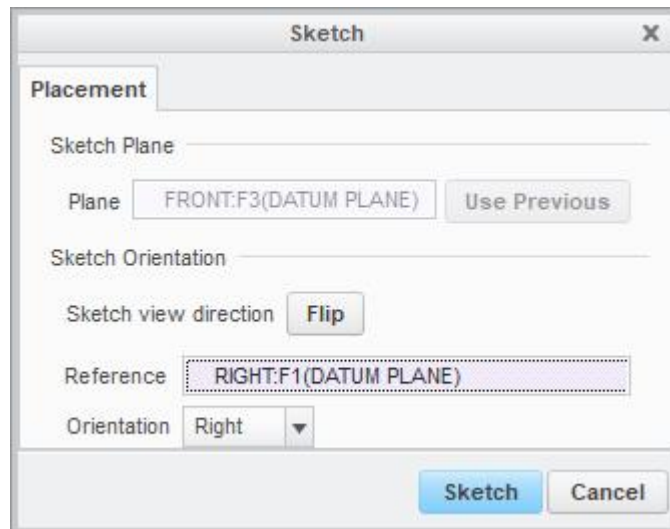 Sketch
Placement
Sketch Plane
Plane FRONT:F3(DATUM PLANE) Use Previous
Sketch Orientation
Sketch view direction Flip
Reference RIGHT:F1(DATUM PLANE)
Orientation Right
Sketch Cancel